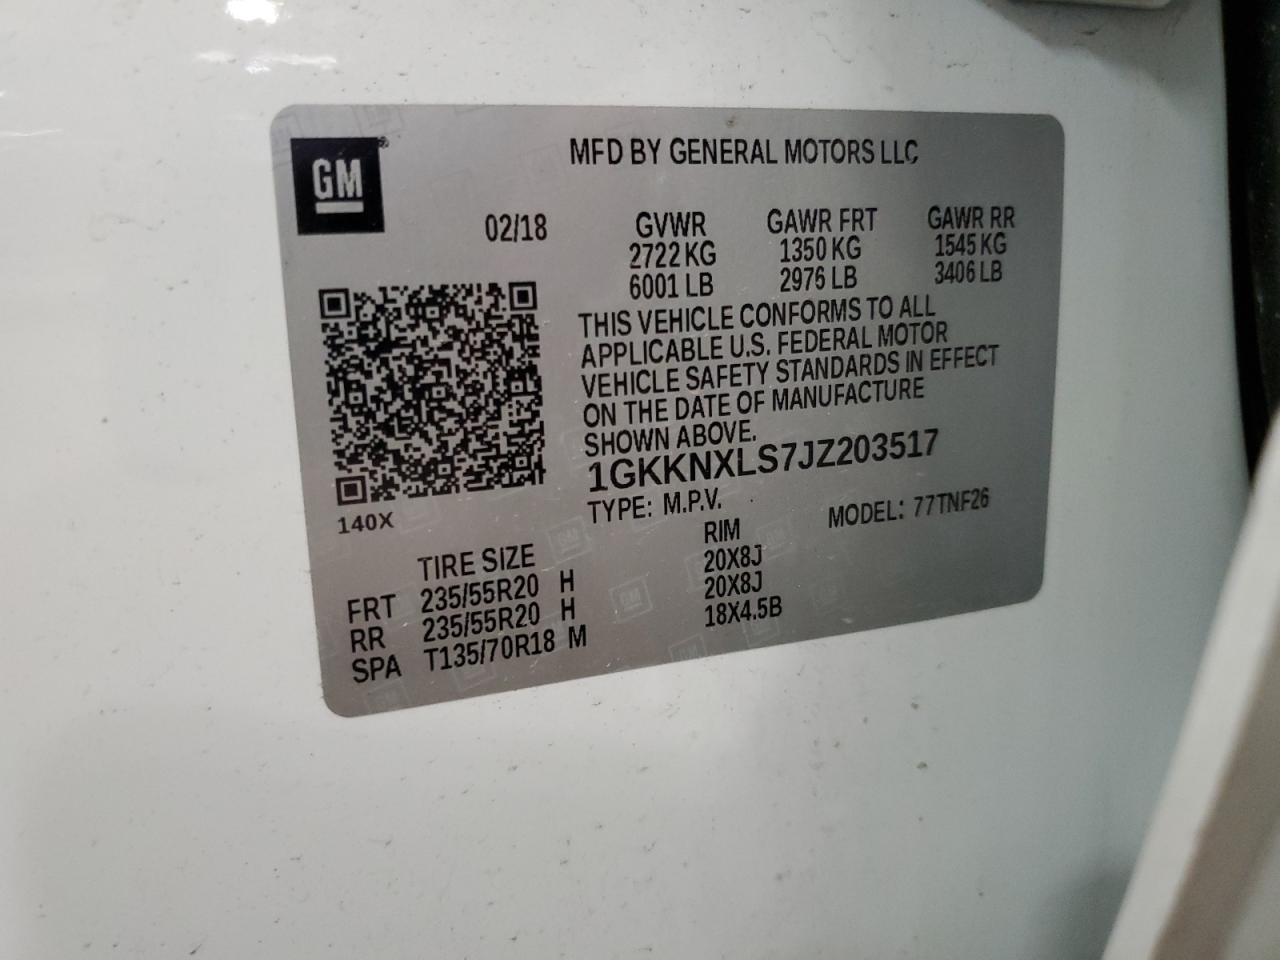 GM
MFD BY GENERAL MOTORS LLC
02/18 GVWR GAWR FRT GAWR RR
2722 KG 1350 KG 1545 KG
6001 LB 2976 LB 3406 LB
THIS VEHICLE CONFORMS TO ALL
APPLICABLE U.S. FEDERAL MOTOR
VEHICLE SAFETY STANDARDS IN EFFECT
ON THE DATE OF MANUFACTURE
SHOWN ABOVE.
1GKKNXLS7JZ203517
TYPE: M.P.V. MODEL: 77TNF26
140X
TIRE SIZE RIM
FRT 235/55R20 H 20X8J
RR 235/55R20 H 20X8J
SPA T135/70R18 M 18X4.5B